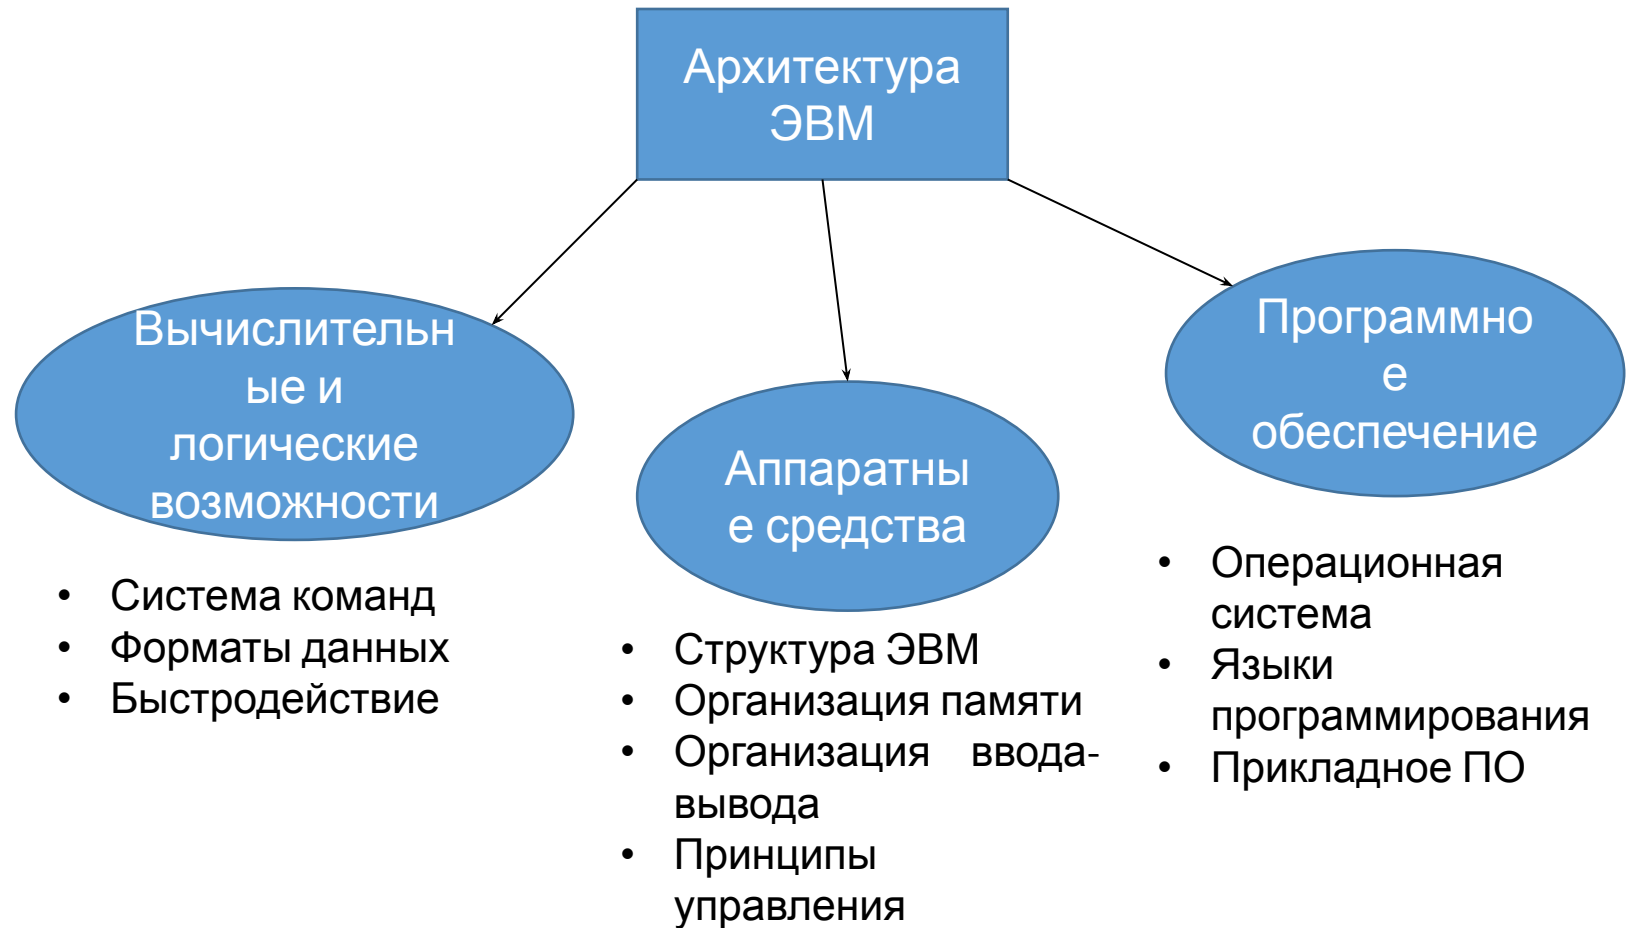 Архитектура
ЭВМ
Вычислительн
ые и
логические
возможности
• Система команд
• Форматы данных
• Быстродействие
Аппаратны
е средства
• Структура ЭВМ
• Организация памяти
• Организация ввода-
вывода
• Принципы
управления
Программно
е
обеспечение
• Операционная
система
• Языки
программирования
• Прикладное ПО